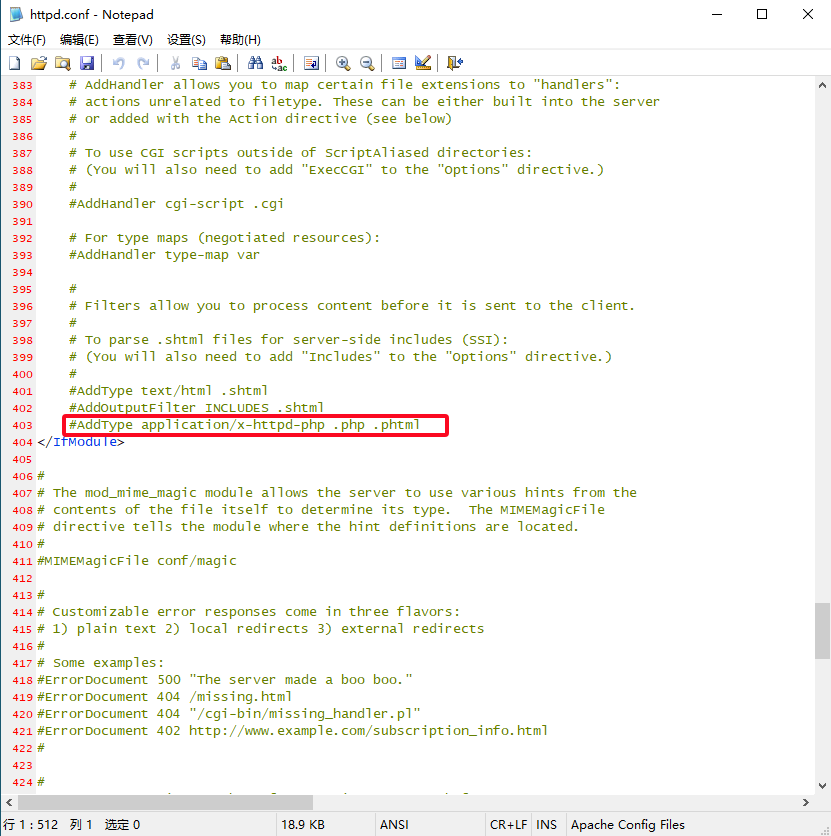 httpd.conf - Notepad
文件(F) 编辑(E) 查看(V) 设置(S) 帮助(H)
383 # AddHandler allows you to map certain file extensions to "handlers":
384 # actions unrelated to filetype. These can be either built into the server
385 # or added with the Action directive (see below)
386 #
387 # To use CGI scripts outside of ScriptAliased directories:
388 # (You will also need to add "ExecCGI" to the "Options" directive.)
389 #
390 #AddHandler cgi-script .cgi
391
392 # For type maps (negotiated resources):
393 #AddHandler type-map var
394
395 #
396 # Filters allow you to process content before it is sent to the client.
397 #
398 # To parse .shtml files for server-side includes (SSI):
399 # (You will also need to add "Includes" to the "Options" directive.)
400 #
401 #AddType text/html .shtml
402 #AddOutputFilter INCLUDES .shtml
403 #AddType application/x-httpd-php .php .phtml
404 </IfModule>
405
406 #
407 # The mod_mime_magic module allows the server to use various hints from the
408 # contents of the file itself to determine its type.  The MIMEMagicFile
409 # directive tells the module where the hint definitions are located.
410 #
411 #MIMEMagicFile conf/magic
412
413 #
414 # Customizable error responses come in three flavors:
415 # 1) plain text 2) local redirects 3) external redirects
416 #
417 # Some examples:
418 #ErrorDocument 500 "The server made a boo boo."
419 #ErrorDocument 404 /missing.html
420 #ErrorDocument 404 "/cgi-bin/missing_handler.pl"
421 #ErrorDocument 402 http://www.example.com/subscription_info.html
422 #
423
424 #
行 1 : 512 列 1 选定 0 18.9 KB ANSI CR+LF INS Apache Config Files